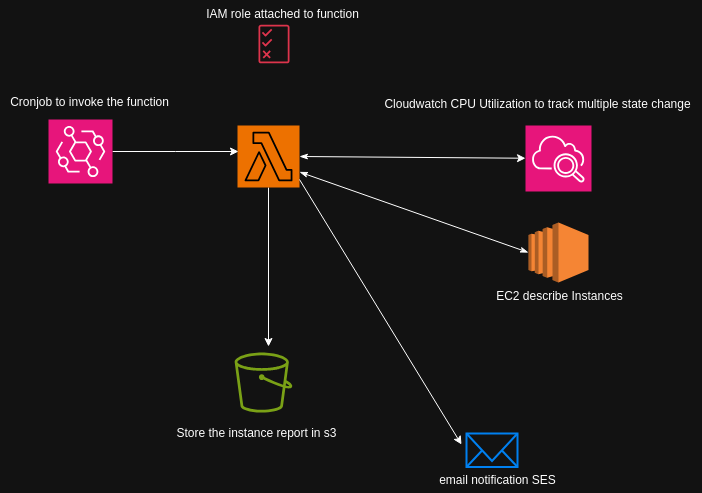 IAM role attached to function
Cronjob to invoke the function
Cloudwatch CPU Utilization to track multiple state change
EC2 describe Instances
Store the instance report in s3
email notification SES